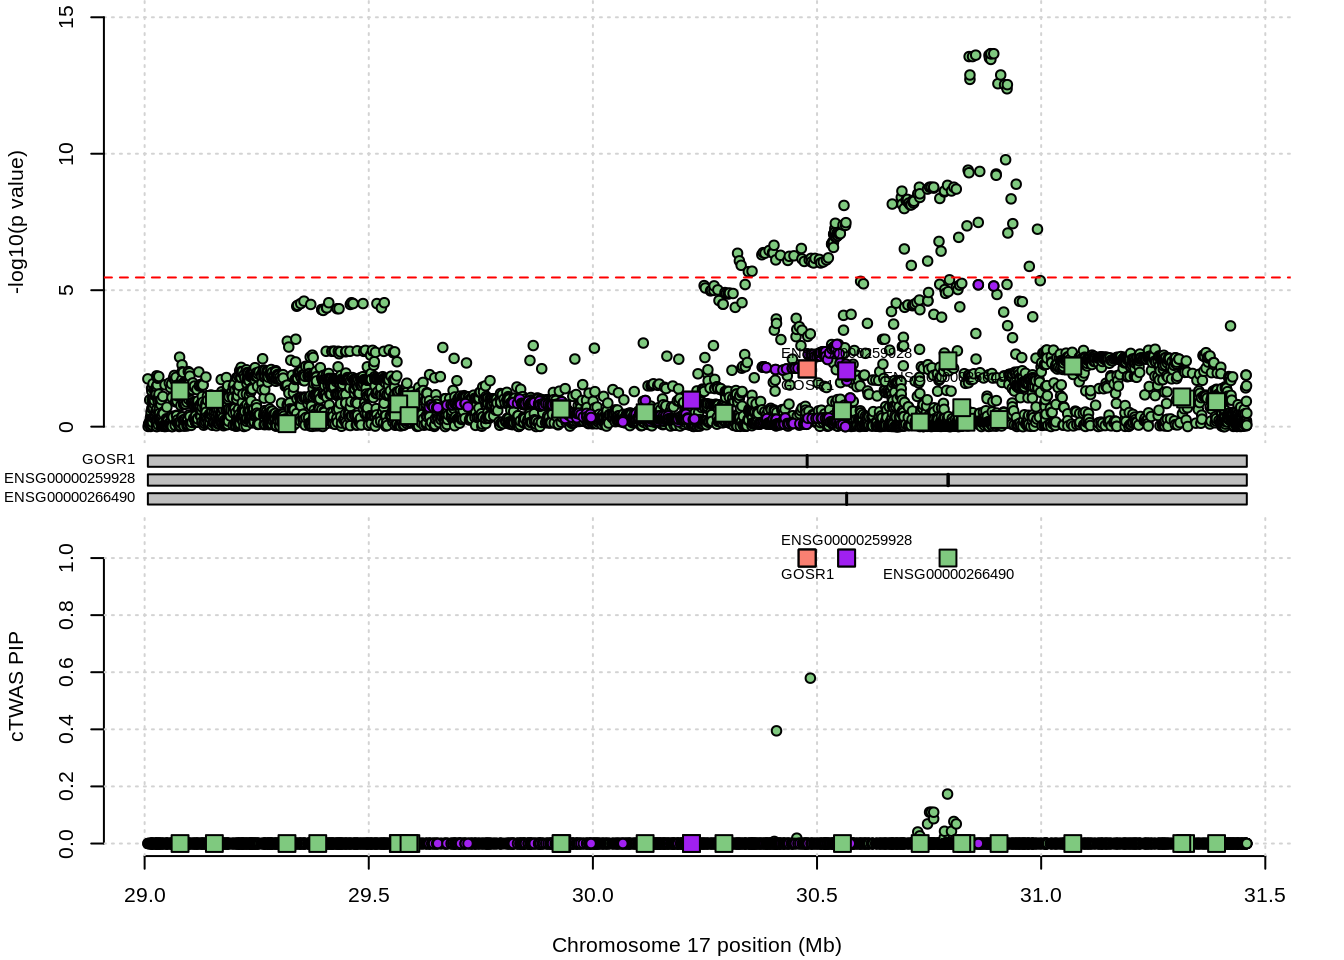 15
10
5
0
-log10(p value)
ENSG00000259928
GOSR1
GOSR1
ENSG00000259928
ENSG00000266490
1.0
0.8
0.6
0.4
0.2
0.0
cTWAS PIP
ENSG00000259928
GOSR1
ENSG00000266490
29.0 29.5 30.0 30.5 31.0 31.5
Chromosome 17 position (Mb)